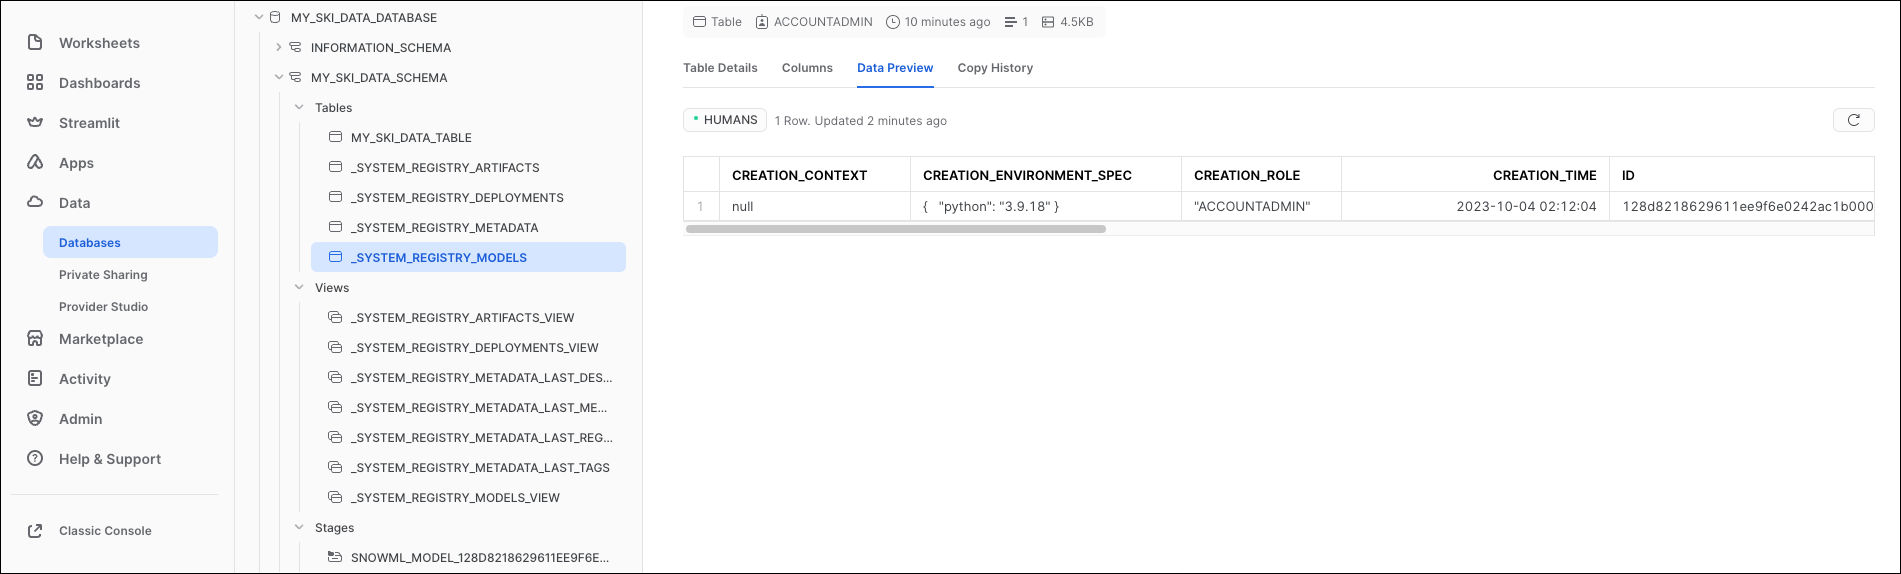 Worksheets
Dashboards
Streamlit
Apps
Data
Databases
Private Sharing
Provider Studio
Marketplace
Activity
Admin
Help & Support
Classic Console
MY_SKI_DATA_DATABASE
INFORMATION_SCHEMA
MY_SKI_DATA_SCHEMA
Tables
MY_SKI_DATA_TABLE
_SYSTEM_REGISTRY_ARTIFACTS
_SYSTEM_REGISTRY_DEPLOYMENTS
_SYSTEM_REGISTRY_METADATA
_SYSTEM_REGISTRY_MODELS
Views
_SYSTEM_REGISTRY_ARTIFACTS_VIEW
_SYSTEM_REGISTRY_DEPLOYMENTS_VIEW
_SYSTEM_REGISTRY_METADATA_LAST_DES...
_SYSTEM_REGISTRY_METADATA_LAST_ME...
_SYSTEM_REGISTRY_METADATA_LAST_REG...
_SYSTEM_REGISTRY_METADATA_LAST_TAGS
_SYSTEM_REGISTRY_MODELS_VIEW
Stages
SNOWML_MODEL_128D8218629611EE9F6E...
Table ACCOUNTADMIN 10 minutes ago 1 4.5KB
Table Details Columns Data Preview Copy History
HUMANS 1 Row. Updated 2 minutes ago
CREATION_CONTEXT CREATION_ENVIRONMENT_SPEC CREATION_ROLE CREATION_TIME ID
1 null { "python": "3.9.18" } "ACCOUNTADMIN" 2023-10-04 02:12:04 128d8218629611ee9f6e0242ac1b000